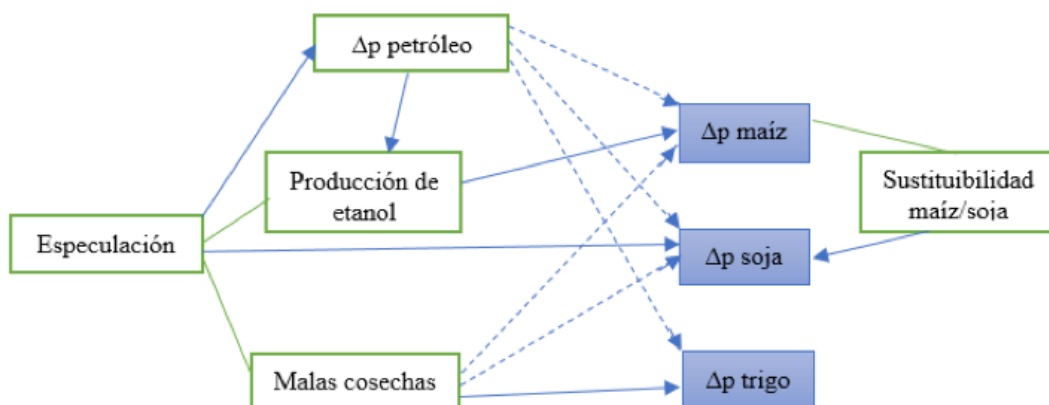 Δp petróleo
Δp maíz
Producción de
etanol
Sustituibilidad
maíz/soja
Especulación
Δp soja
Malas cosechas
Δp trigo